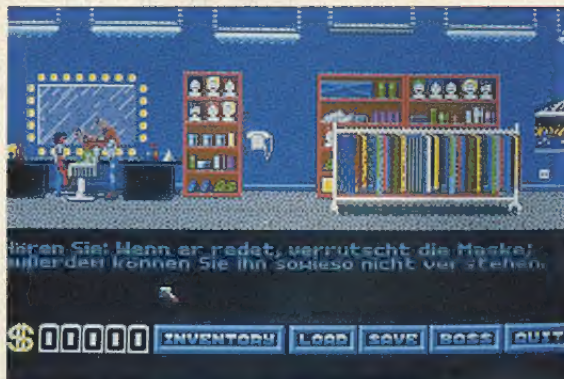 Hören Sie: Wenn er redet, verrutscht die Maske;
außerdem können Sie ihn sowieso nicht verstehen.
$00000 INVENTORY LOAD SAVE BOSS QUIT